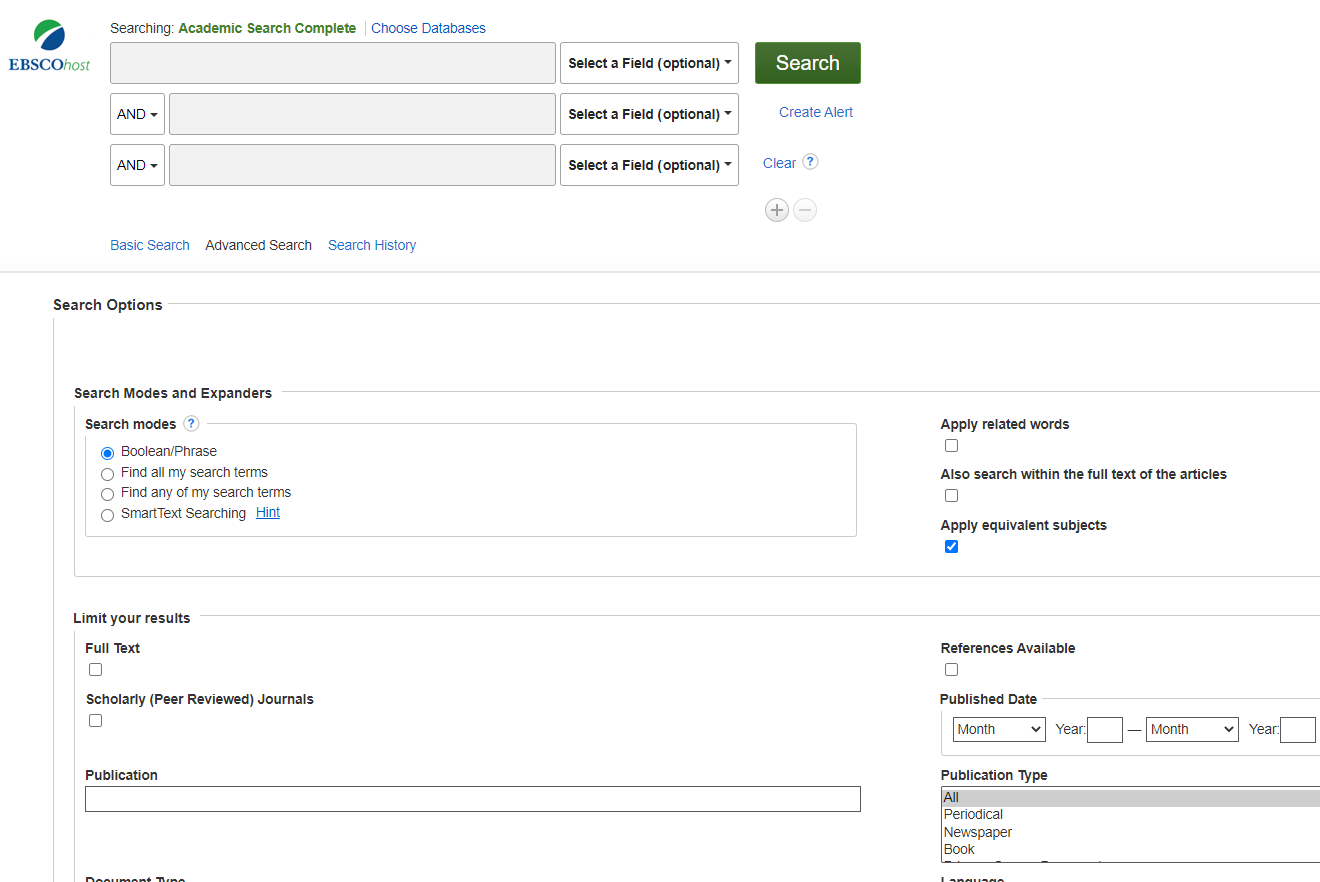 Searching: Academic Search Complete Choose Databases
EBSCOhost
Select a Field (optional) Search
AND Select a Field (optional) Create Alert
AND Select a Field (optional) Clear ?
Basic Search Advanced Search Search History
Search Options
Search Modes and Expanders
Search modes ?
Boolean/Phrase
Find all my search terms
Find any of my search terms
SmartText Searching Hint
Apply related words
Also search within the full text of the articles
Apply equivalent subjects
Limit your results
Full Text
Scholarly (Peer Reviewed) Journals
Publication
References Available
Published Date
Month Year: — Month Year:
Publication Type
All
Periodical
Newspaper
Book
Document Type
Language